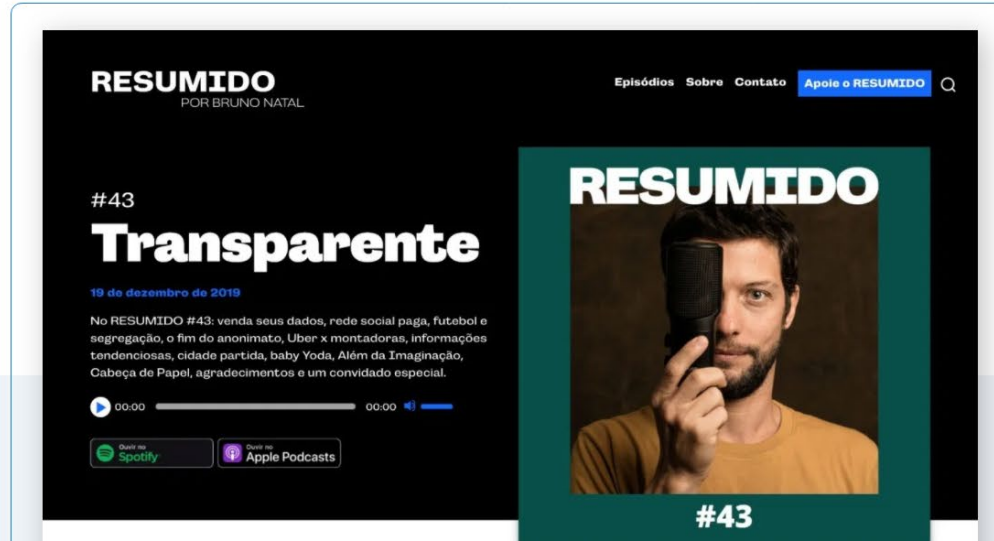 RESUMIDO
POR BRUNO NATAL
Episódios Sobre Contato Apoie o RESUMIDO
#43
Transparente
19 de dezembro de 2019
No RESUMIDO #43: venda seus dados, rede social paga, futebol e
segregação, o fim do anonimato, Uber x montadoras, informações
tendenciosas, cidade partida, baby Yoda, Além da Imaginação,
Cabeça de Papel, agradecimentos e um convidado especial.
00:00 00:00
Ouvir no
Spotify
Ouvir no
Apple Podcasts
RESUMIDO
#43